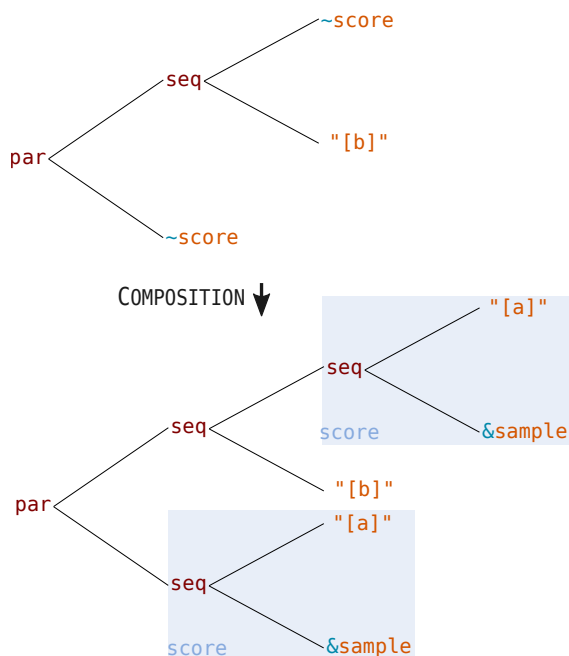 ~score
seq
"[b]"
par
~score
COMPOSITION
"[a]"
seq
score
&sample
seq
"[b]"
par
"[a]"
seq
score
&sample